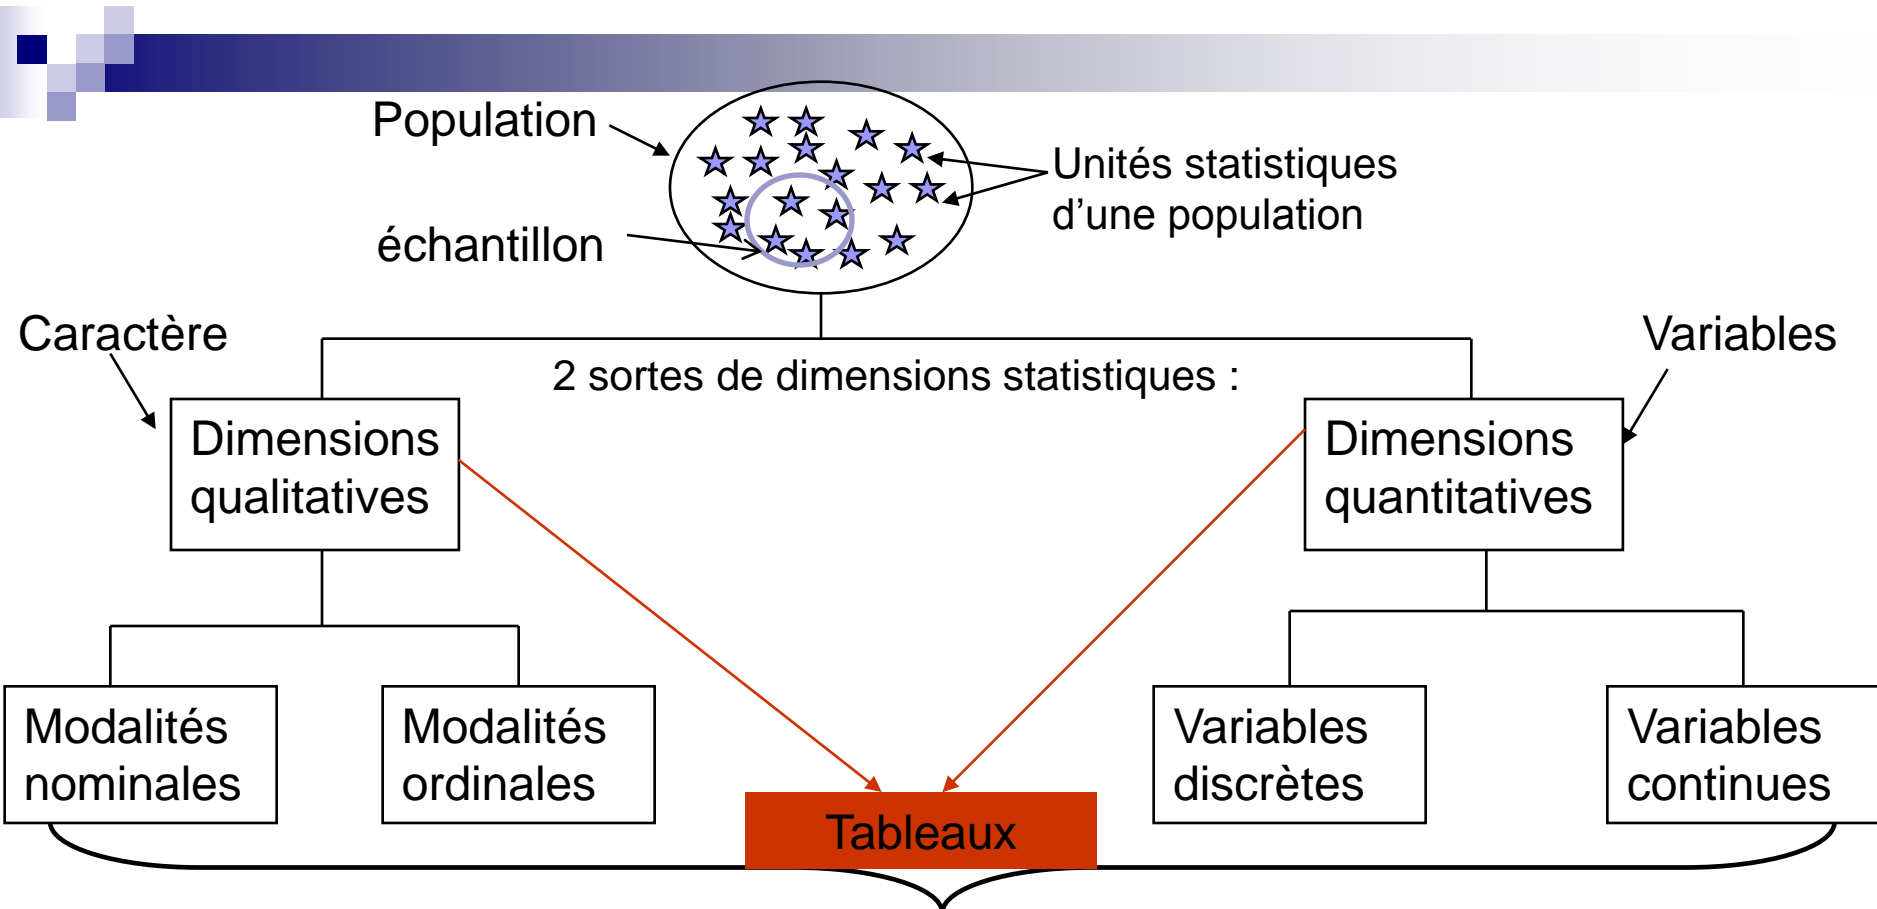 Population
Unités statistiques
d’une population
échantillon
Caractère
Variables
2 sortes de dimensions statistiques :
Dimensions
qualitatives
Dimensions
quantitatives
Modalités
nominales
Modalités
ordinales
Variables
discrètes
Variables
continues
Tableaux